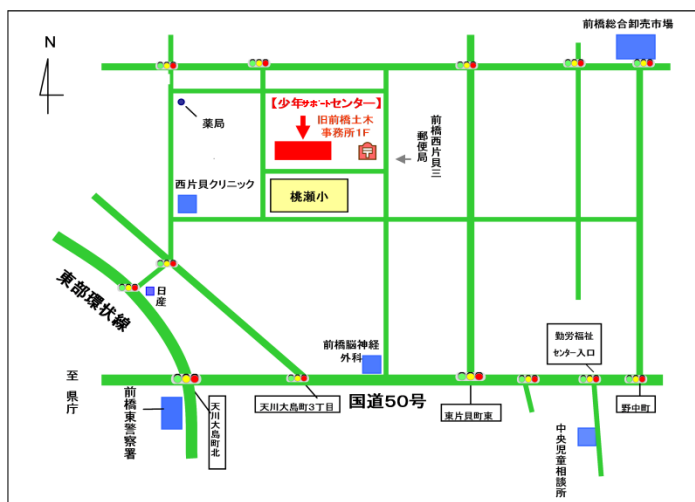 前橋総合卸売市場
N
【少年サポートセンター】
旧前橋土木
事務所1F
薬局
前橋西片貝三
郵便局
西片貝クリニック
桃瀬小
東部環状線
日産
前橋脳神経
外科
勤労福祉
センター入口
至 県庁
国道50号
天川大島町3丁目
東片貝町東
野中町
前橋東警察署
天川大島町北
中央児童相談所